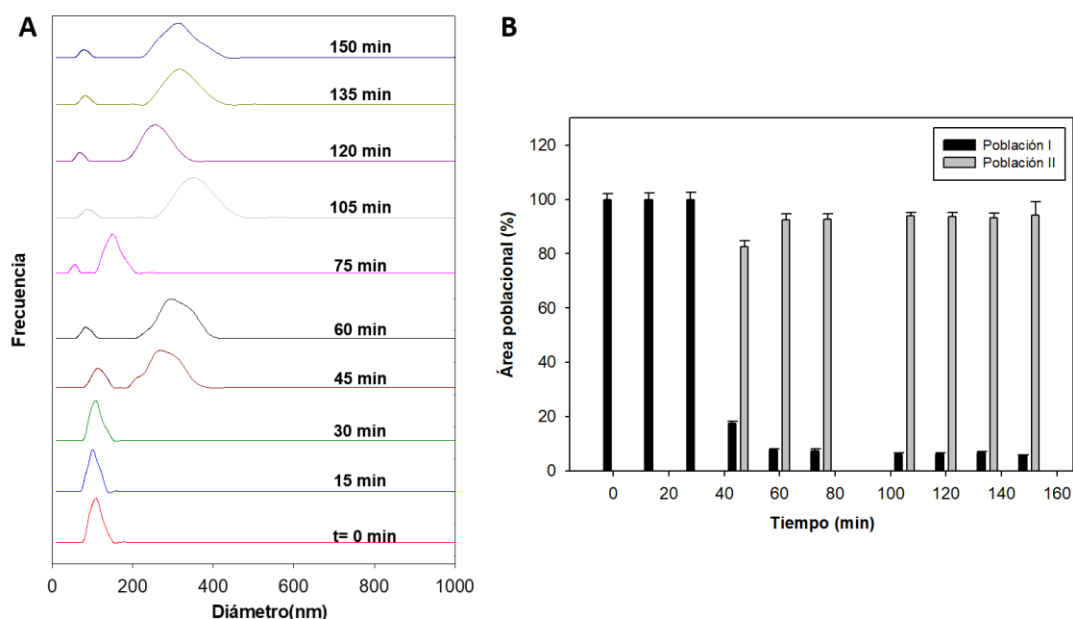 A
150 min
135 min
120 min
105 min
75 min
60 min
45 min
30 min
15 min
t= 0 min
Frecuencia
0 200 400 600 800 1000
Diámetro(nm)
B
Población I
Población II
120
100
80
60
40
20
0
Área poblacional (%)
0 20 40 60 80 100 120 140 160
Tiempo (min)